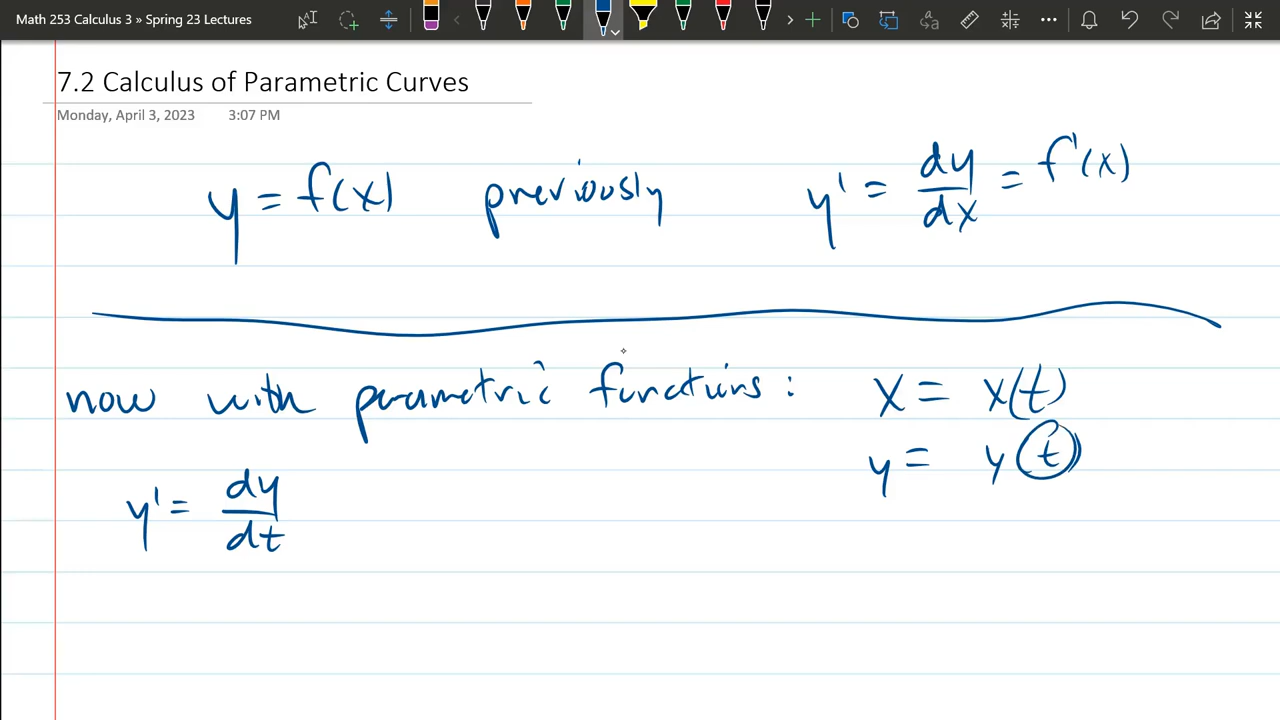 Math 253 Calculus 3 » Spring 23 Lectures
7.2 Calculus of Parametric Curves
Monday, April 3, 2023 3:07 PM
y = f(x) previously y' = dy/dx = f'(x)
now with parametric functions: x = x(t)
y = y(t)
y' = dy/dt